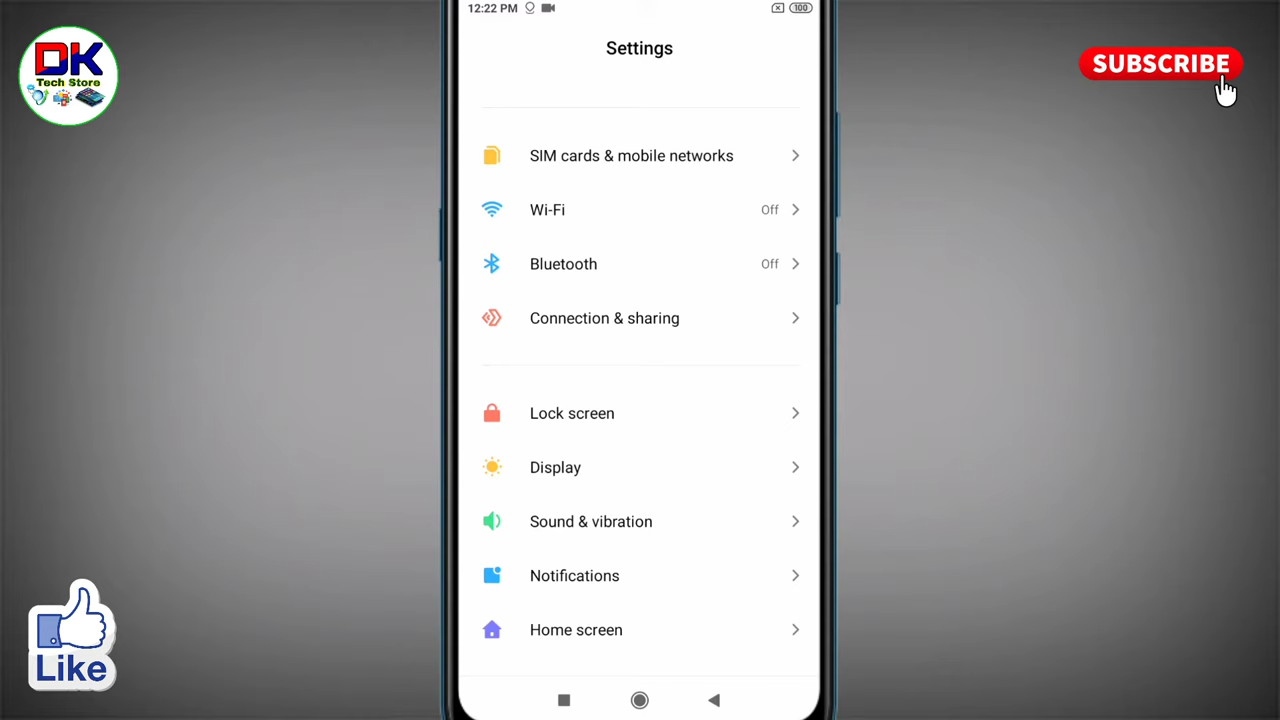 12:22 PM
100
Settings
DK
Tech Store
SUBSCRIBE
SIM cards & mobile networks
Wi-Fi Off
Bluetooth Off
Connection & sharing
Lock screen
Display
Sound & vibration
Notifications
Home screen
Like